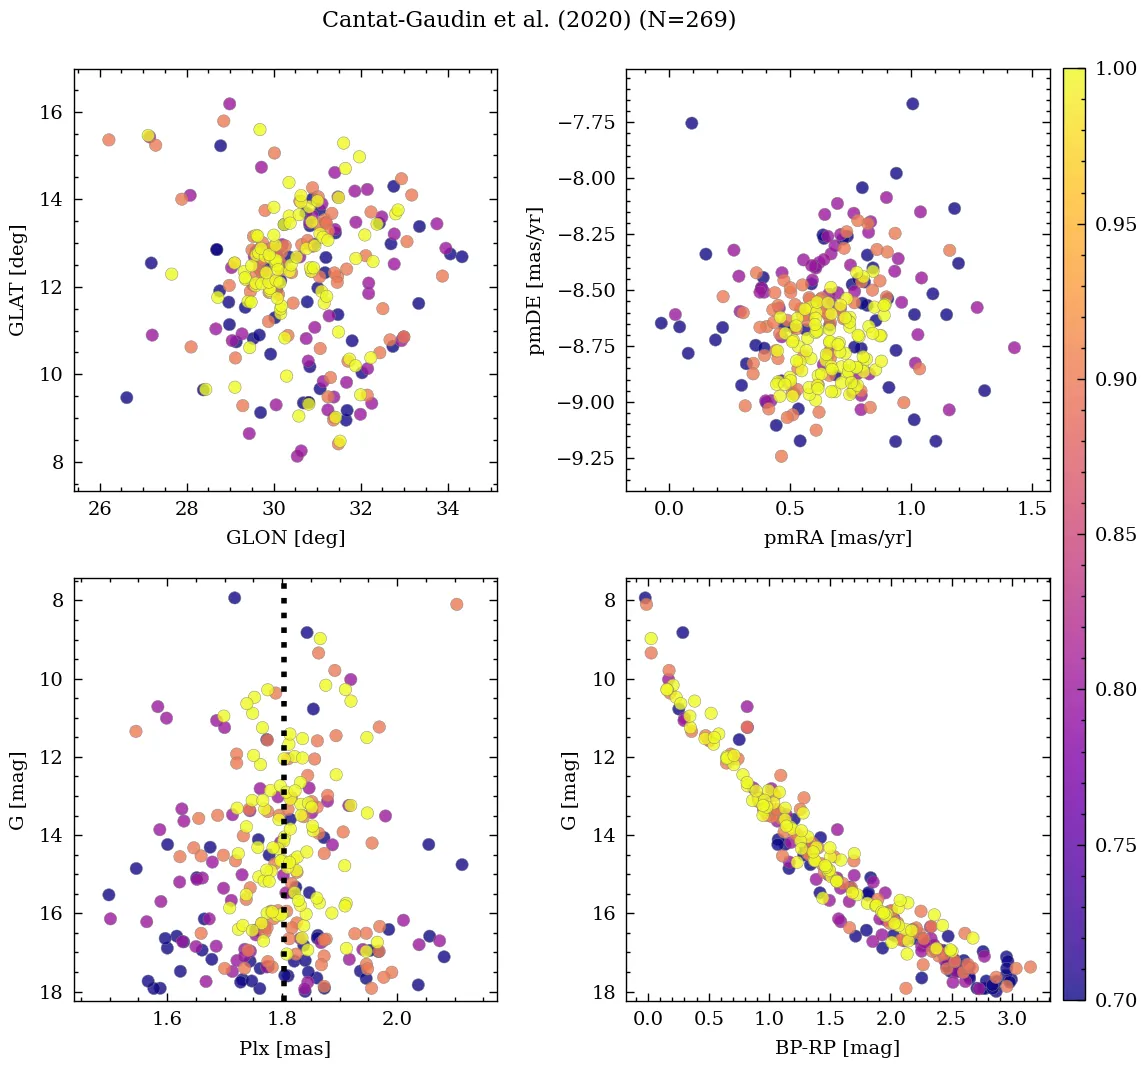 Cantat-Gaudin et al. (2020) (N=269)
GLAT [deg]
16
14
12
10
8
26 28 30 32 34
GLON [deg]
pmDE [mas/yr]
−7.75
−8.00
−8.25
−8.50
−8.75
−9.00
−9.25
0.0 0.5 1.0 1.5
pmRA [mas/yr]
1.00
0.95
0.90
0.85
0.80
0.75
0.70
G [mag]
8
10
12
14
16
18
1.6 1.8 2.0
Plx [mas]
G [mag]
8
10
12
14
16
18
0.0 0.5 1.0 1.5 2.0 2.5 3.0
BP-RP [mag]